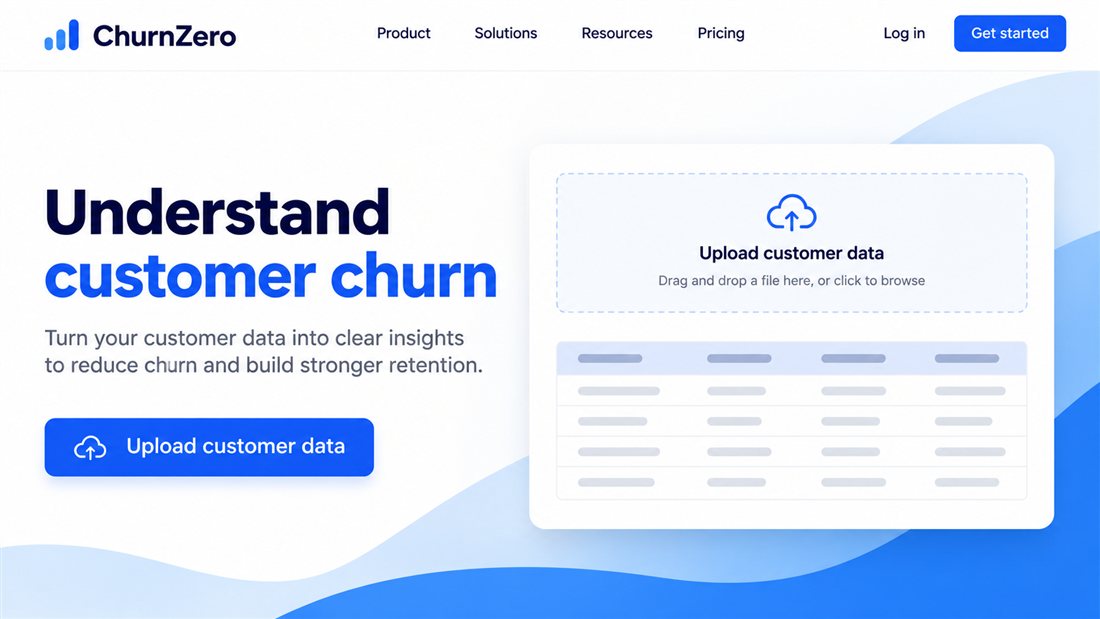 ChurnZero
Product
Solutions
Resources
Pricing
Log in
Get started
Understand
customer churn
Turn your customer data into clear insights
to reduce churn and build stronger retention.
Upload customer data
Upload customer data
Drag and drop a file here, or click to browse